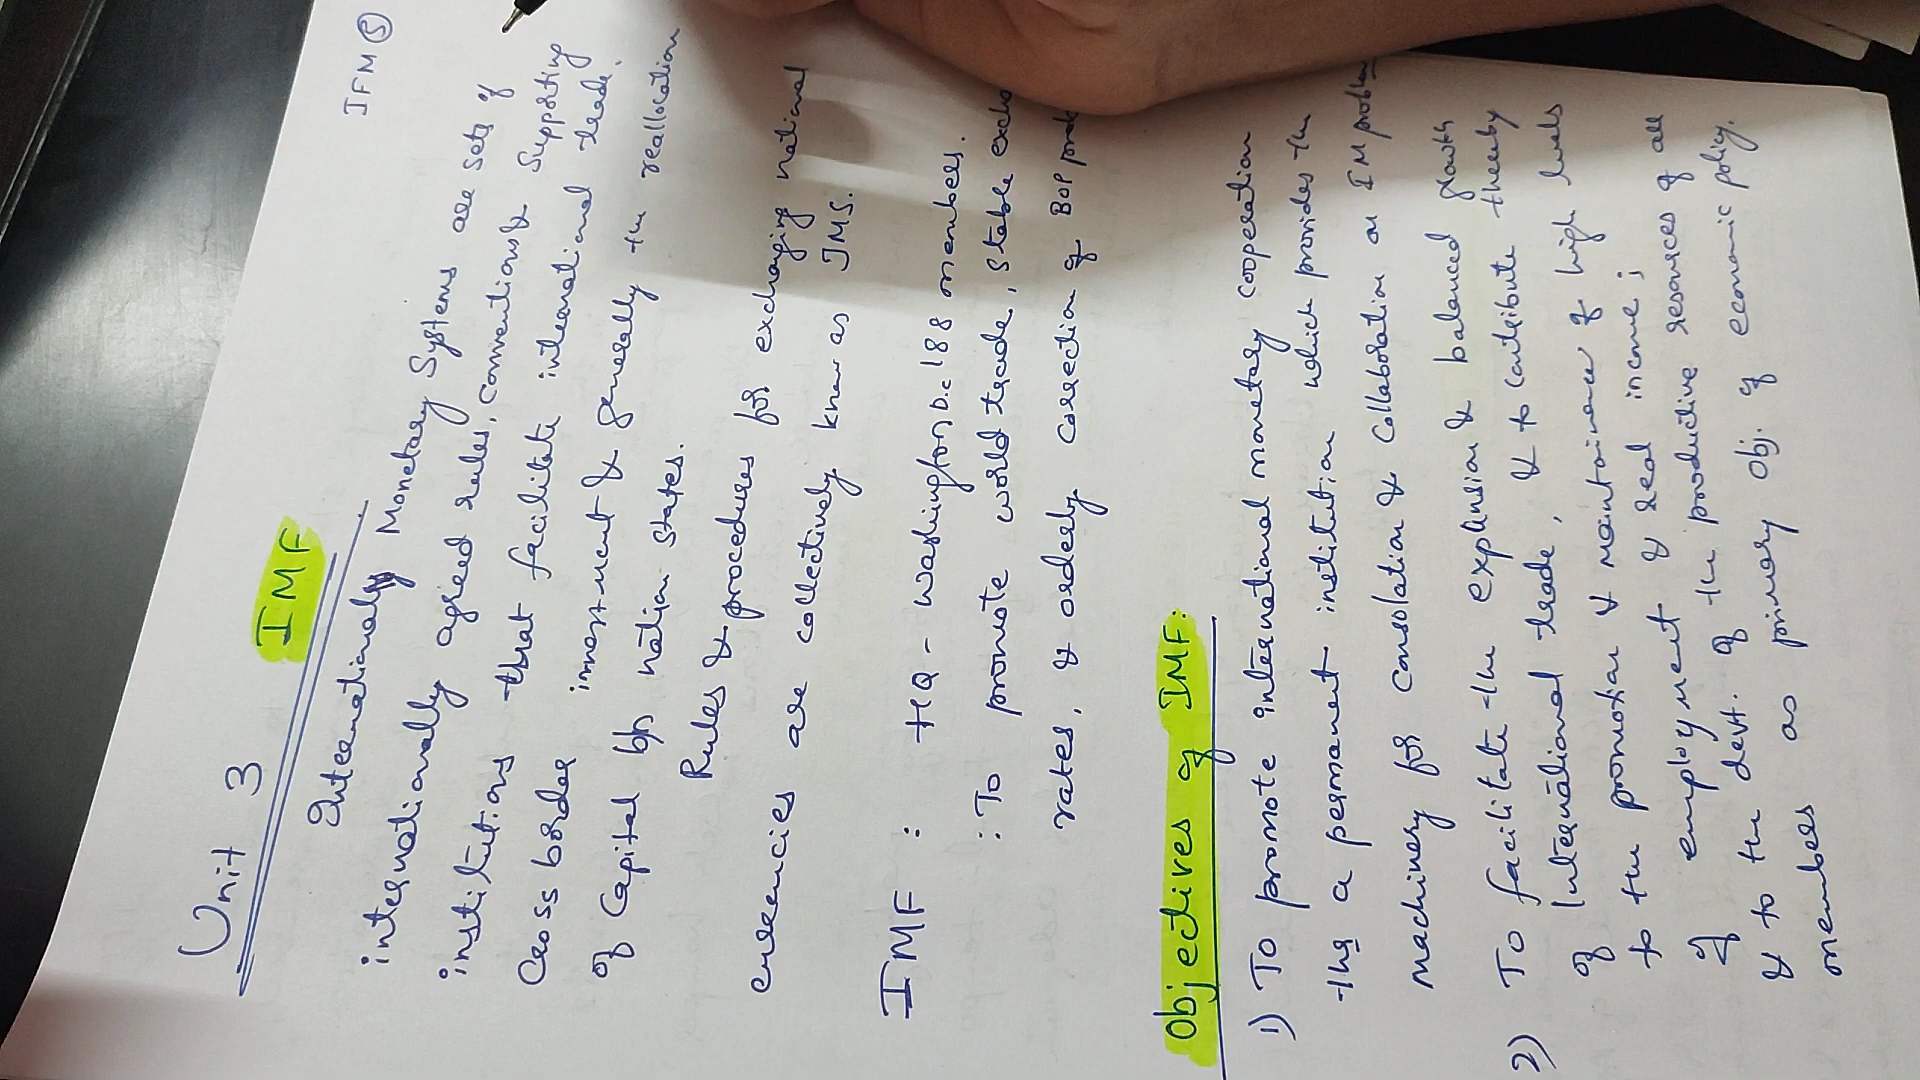 IFM 5
Unit 3
IMF
Internationally Monetary Systems are sets of
internationally agreed rules, conventions & supporting
institutions that facilitate international trade.
Cross border investment & generally the reallocation
of Capital b/n nation states.
Rules & procedures for exchanging national
currencies are collectively know as IMS.
IMF : HQ - Washington D.c 188 members.
: To promote world trade, stable excha
rates, & orderly correction of BOP prob
Objectives of IMF:
1) To promote international monetary cooperation
thr a permanent institution which provides the
machinery for consolation & collaboration on IM problem
2) To facilitate the expansion & balanced growth
of International trade, & to contribute thereby
to the promotion & maintainence of high levels
of employment & real income;
& to the devt. of the productive resources of all
members as primary obj. of economic policy.